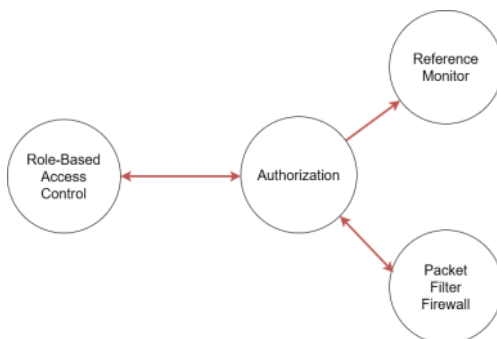 Reference
Monitor
Role-Based
Access
Control
Authorization
Packet
Filter
Firewall